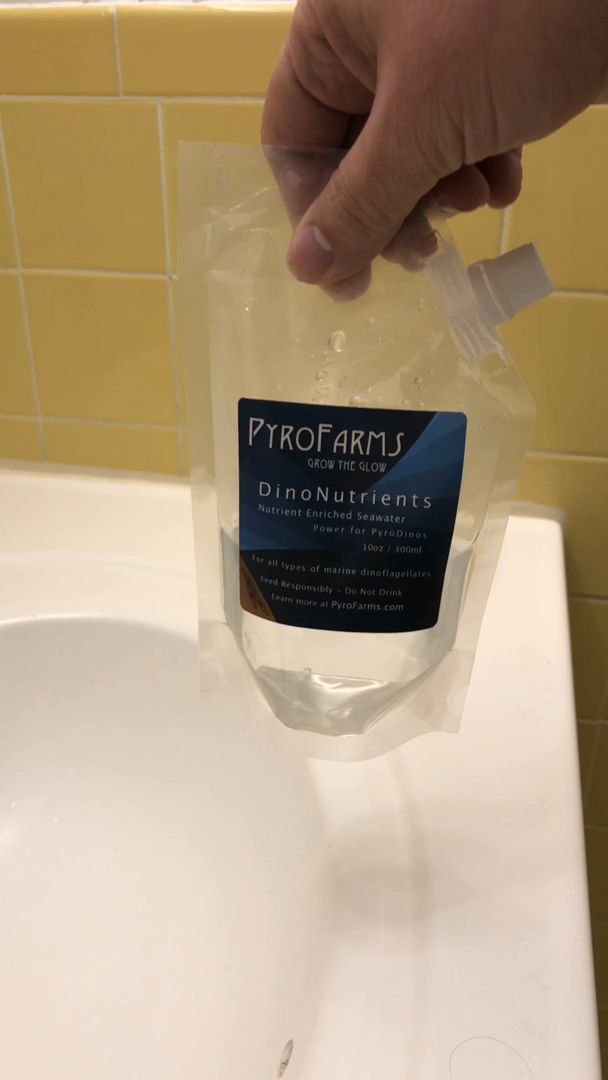 PYROFARMS
GROW THE GLOW
DinoNutrients
Nutrient Enriched Seawater
Power for PyroDinos
10oz / 300ml
For all types of marine dinoflagellates
Feed Responsibly - Do Not Drink
Learn more at PyroFarms.com